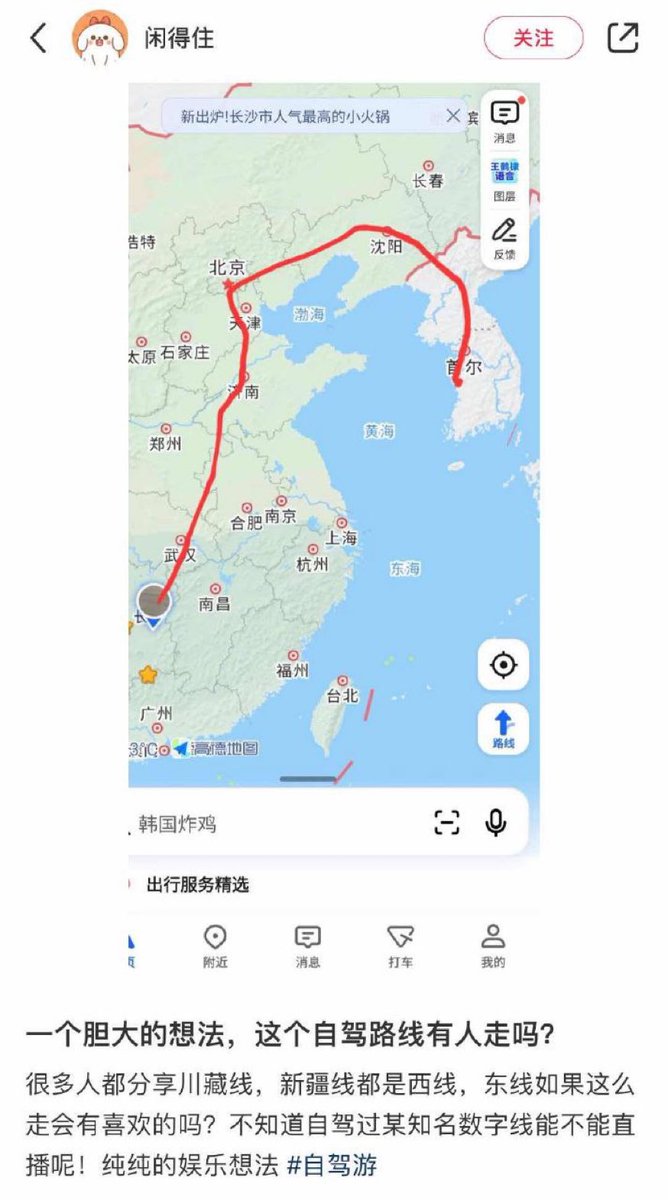 闲得住
关注
新出炉!长沙市人气最高的小火锅
消息
王鹤棣
语音
图层
反馈
长春
浩特
沈阳
北京
天津
渤海
太原
石家庄
首尔
济南
黄海
郑州
合肥
南京
上海
武汉
杭州
东海
南昌
长
福州
台北
广州
高德地图
路线
韩国炸鸡
出行服务精选
页
附近
消息
打车
我的
一个胆大的想法，这个自驾路线有人走吗？
很多人都分享川藏线，新疆线都是西线，东线如果这么
走会有喜欢的吗？不知道自驾过某知名数字线能不能直
播呢！纯纯的娱乐想法 #自驾游